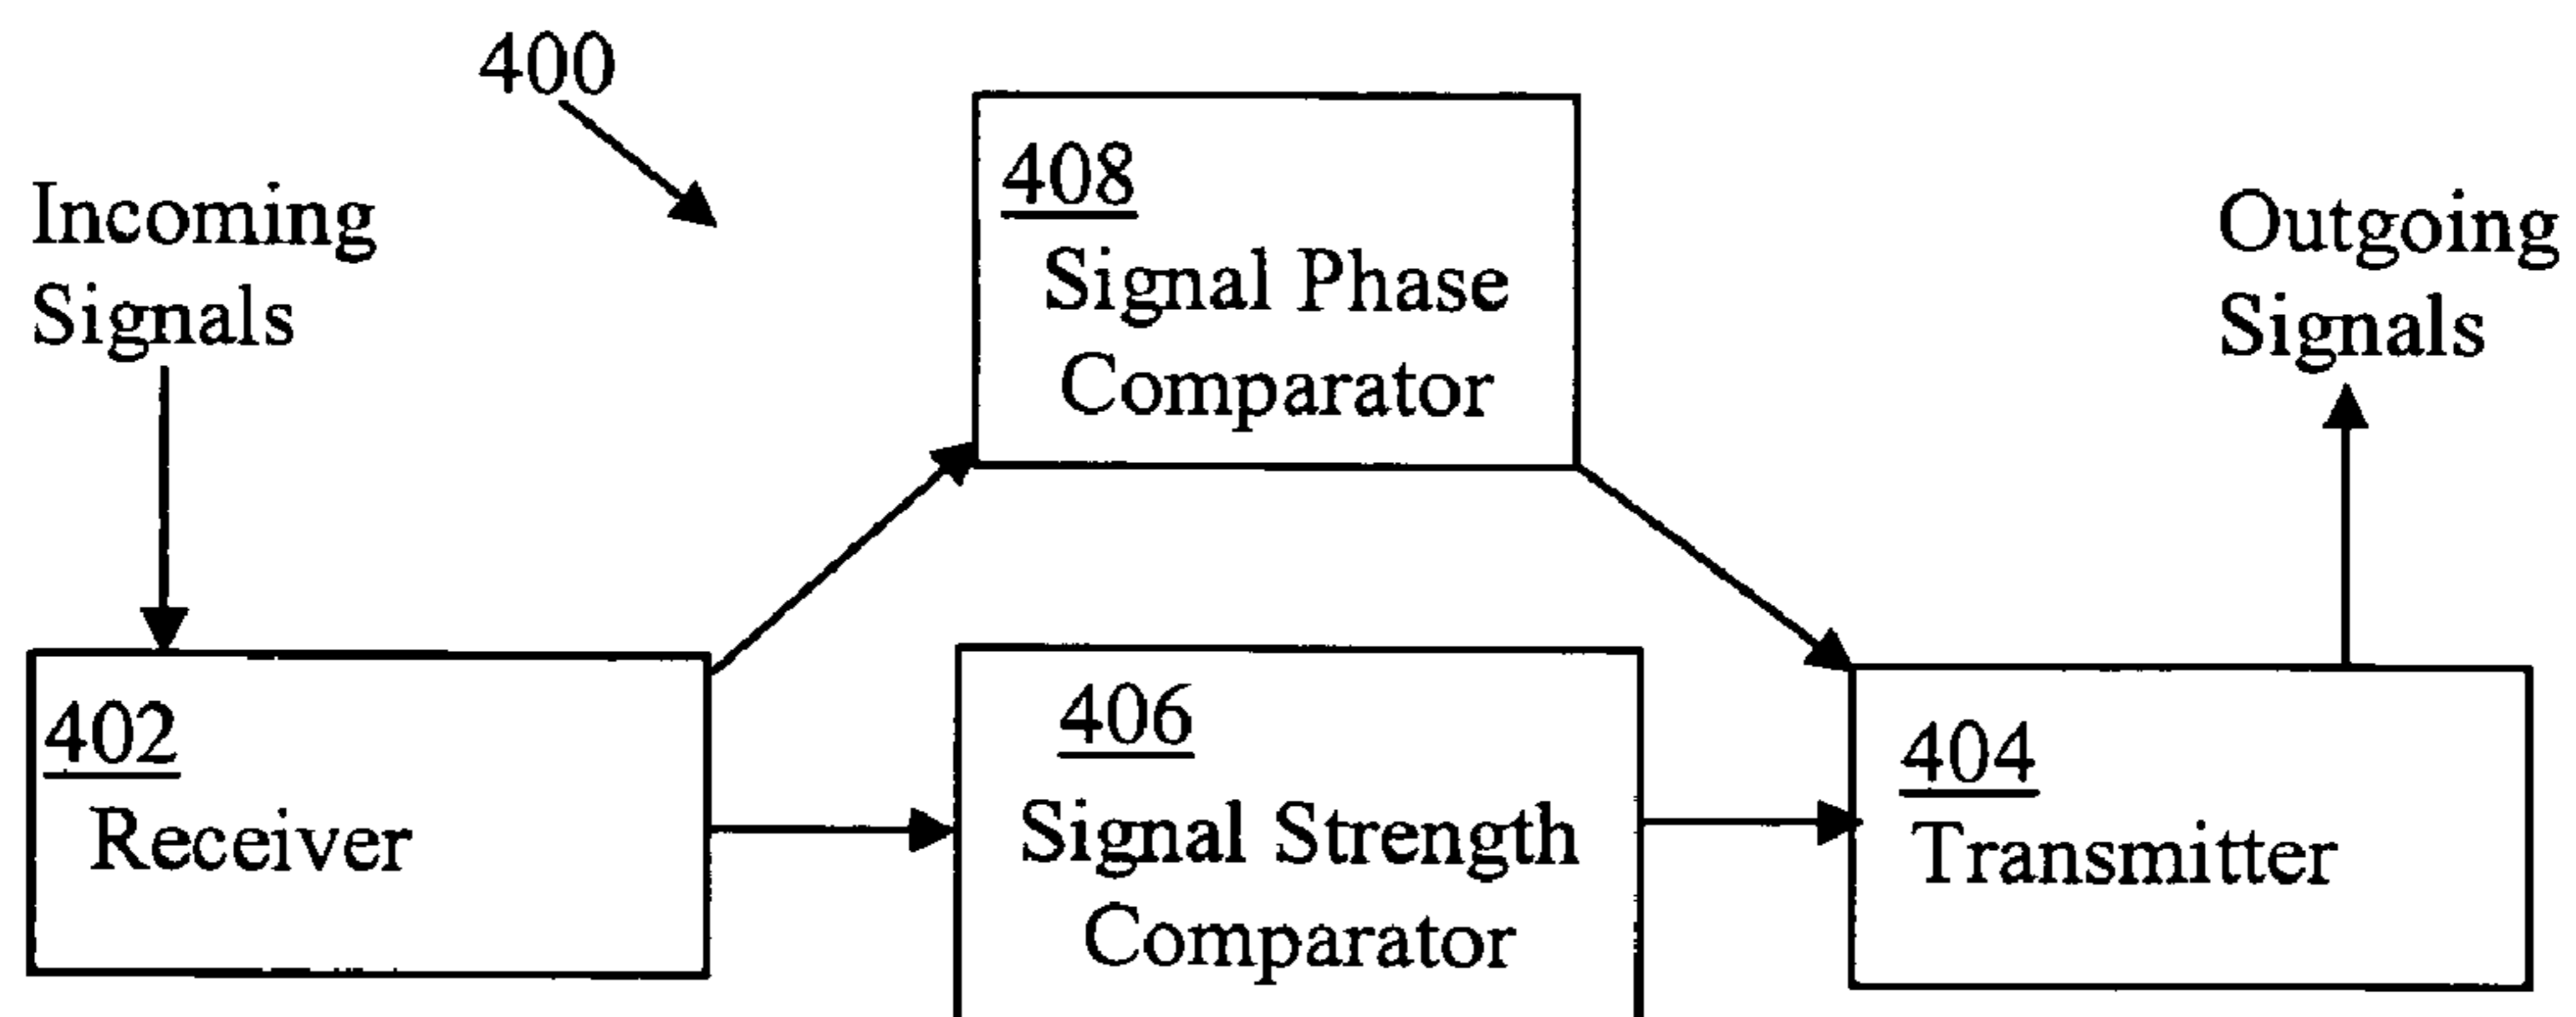 400
Incoming
Signals
408
Signal Phase
Comparator
Outgoing
Signals
402
Receiver
406
Signal Strength
Comparator
404
Transmitter